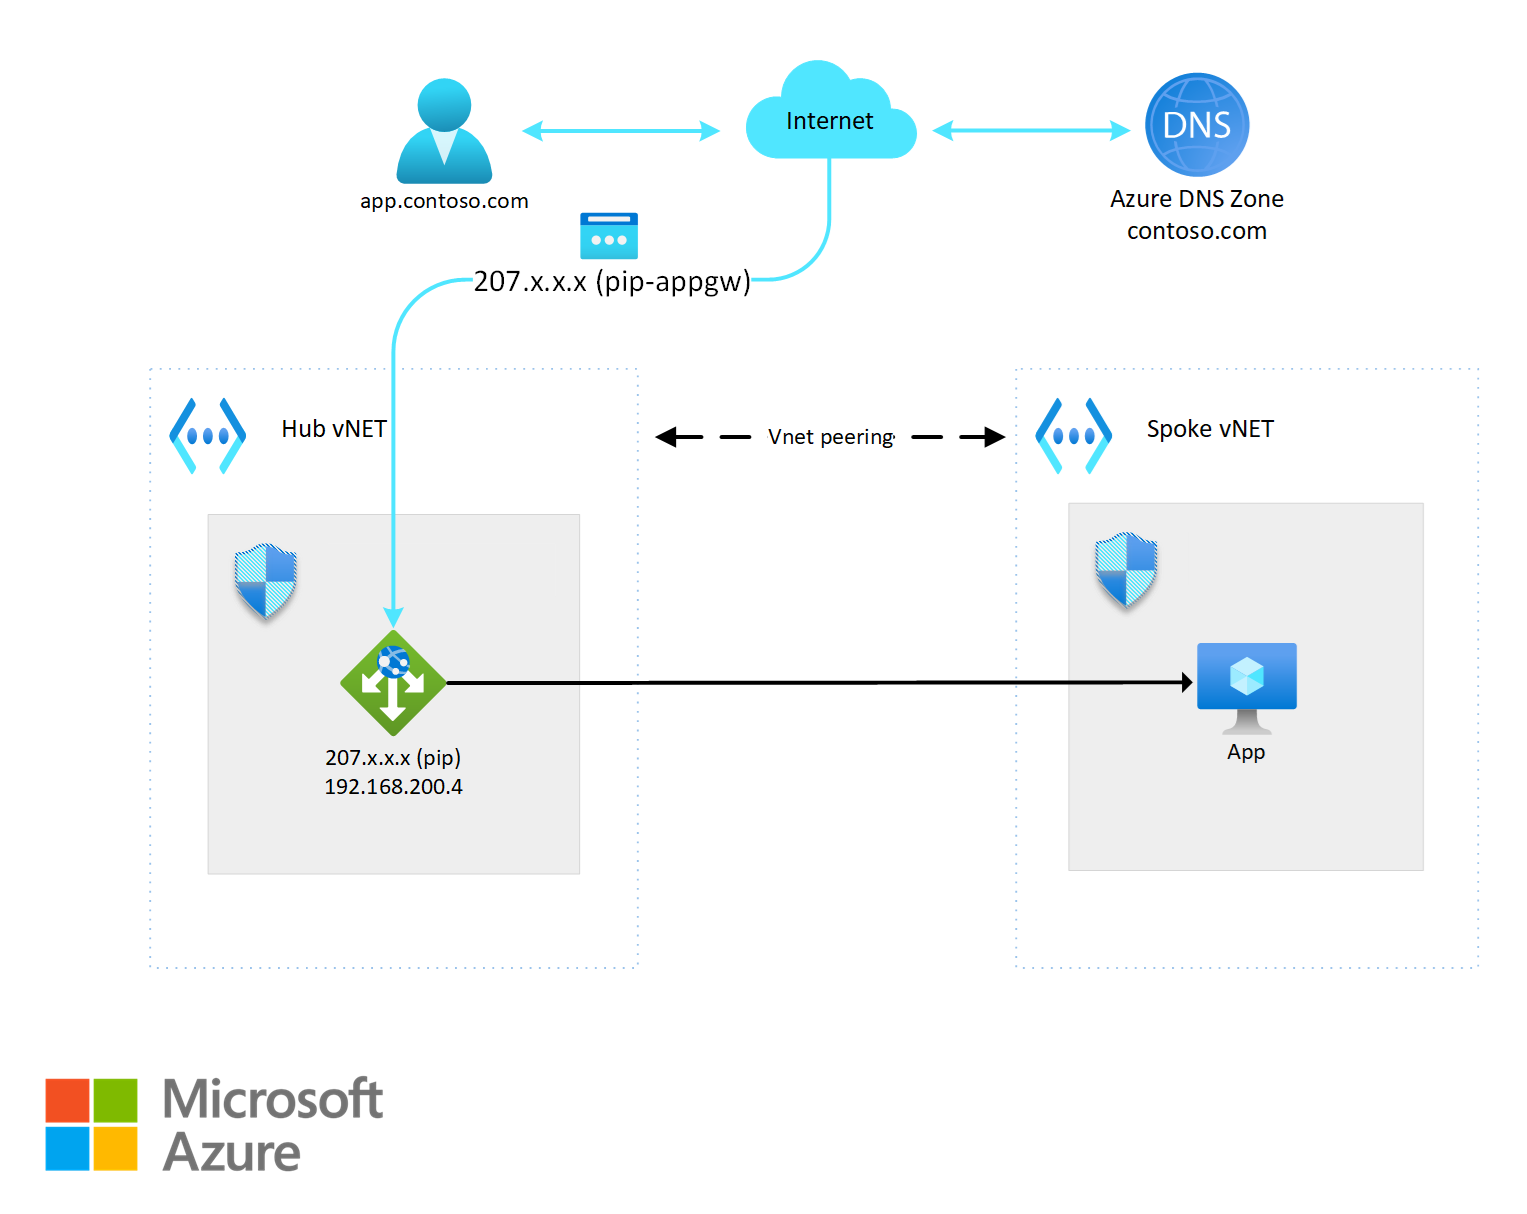 Internet
DNS
app.contoso.com
Azure DNS Zone
contoso.com
207.x.x.x (pip-appgw)
Hub vNET
Vnet peering
Spoke vNET
207.x.x.x (pip)
192.168.200.4
App
Microsoft
Azure